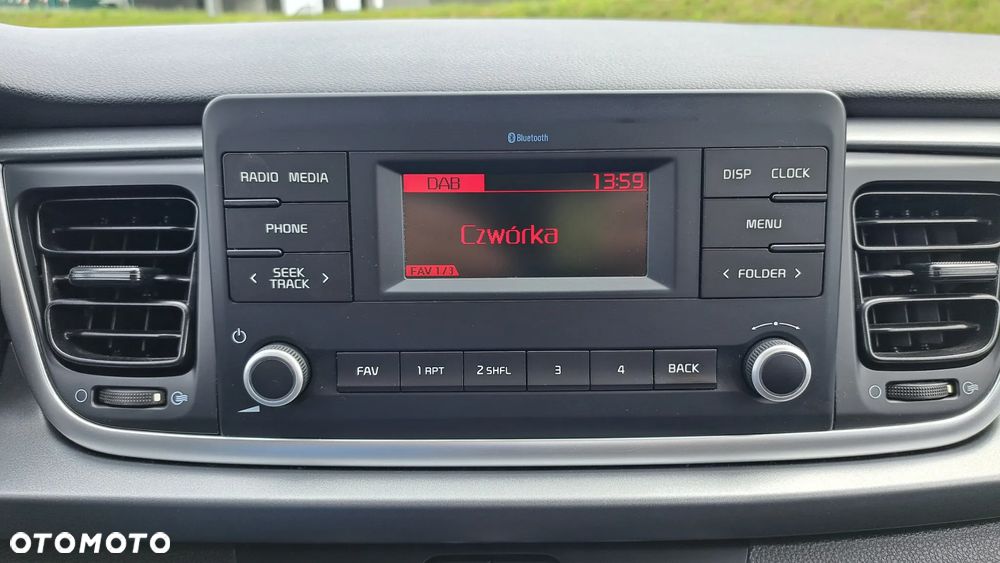 Bluetooth
RADIO MEDIA
DAB 13:59
DISP CLOCK
PHONE
Czwórka
MENU
< SEEK TRACK >
FAV 1/3
< FOLDER >
FAV
1 RPT
2 SHFL
3
4
BACK
OTOMOTO